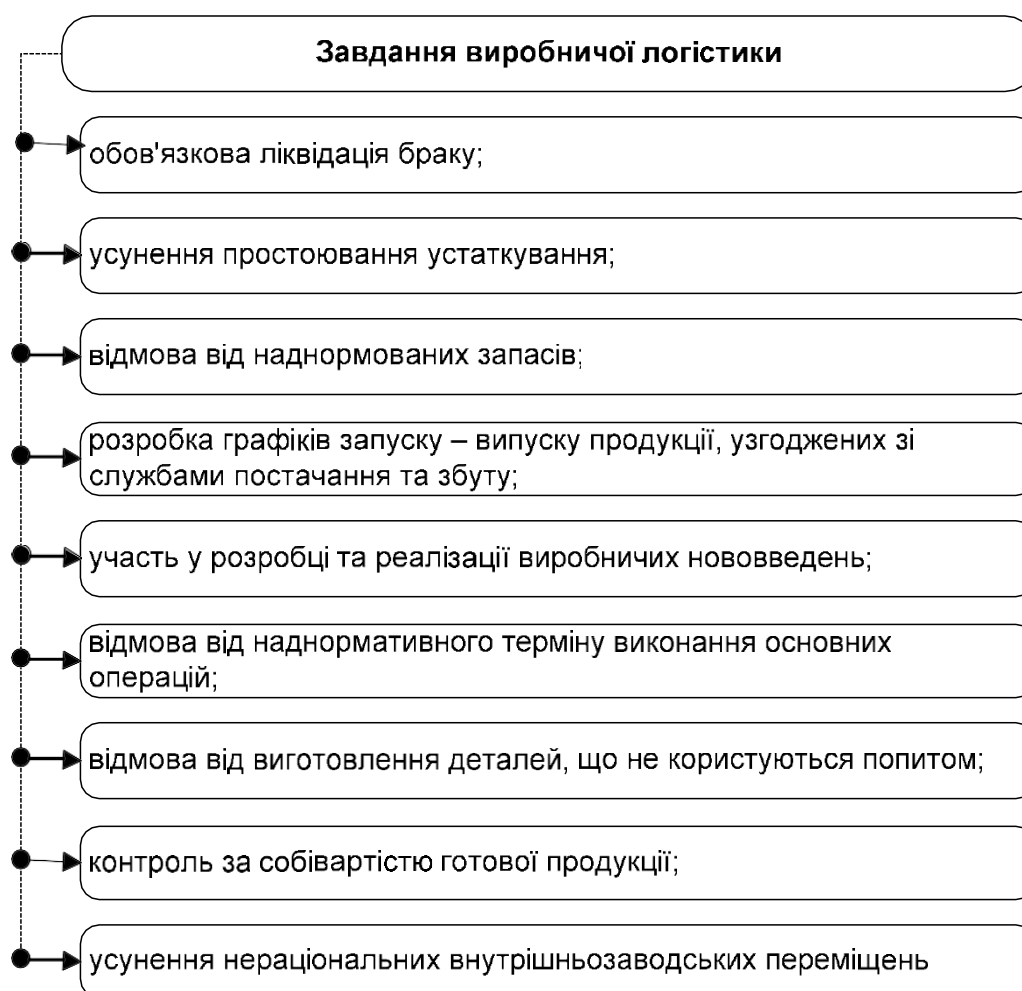 Завдання виробничої логістики
обов'язкова ліквідація браку;
усунення простоювання устаткування;
відмова від наднормованих запасів;
розробка графіків запуску – випуску продукції, узгоджених зі
службами постачання та збуту;
участь у розробці та реалізації виробничих нововведень;
відмова від наднормативного терміну виконання основних
операцій;
відмова від виготовлення деталей, що не користуються попитом;
контроль за собівартістю готової продукції;
усунення нераціональних внутрішньозаводських переміщень